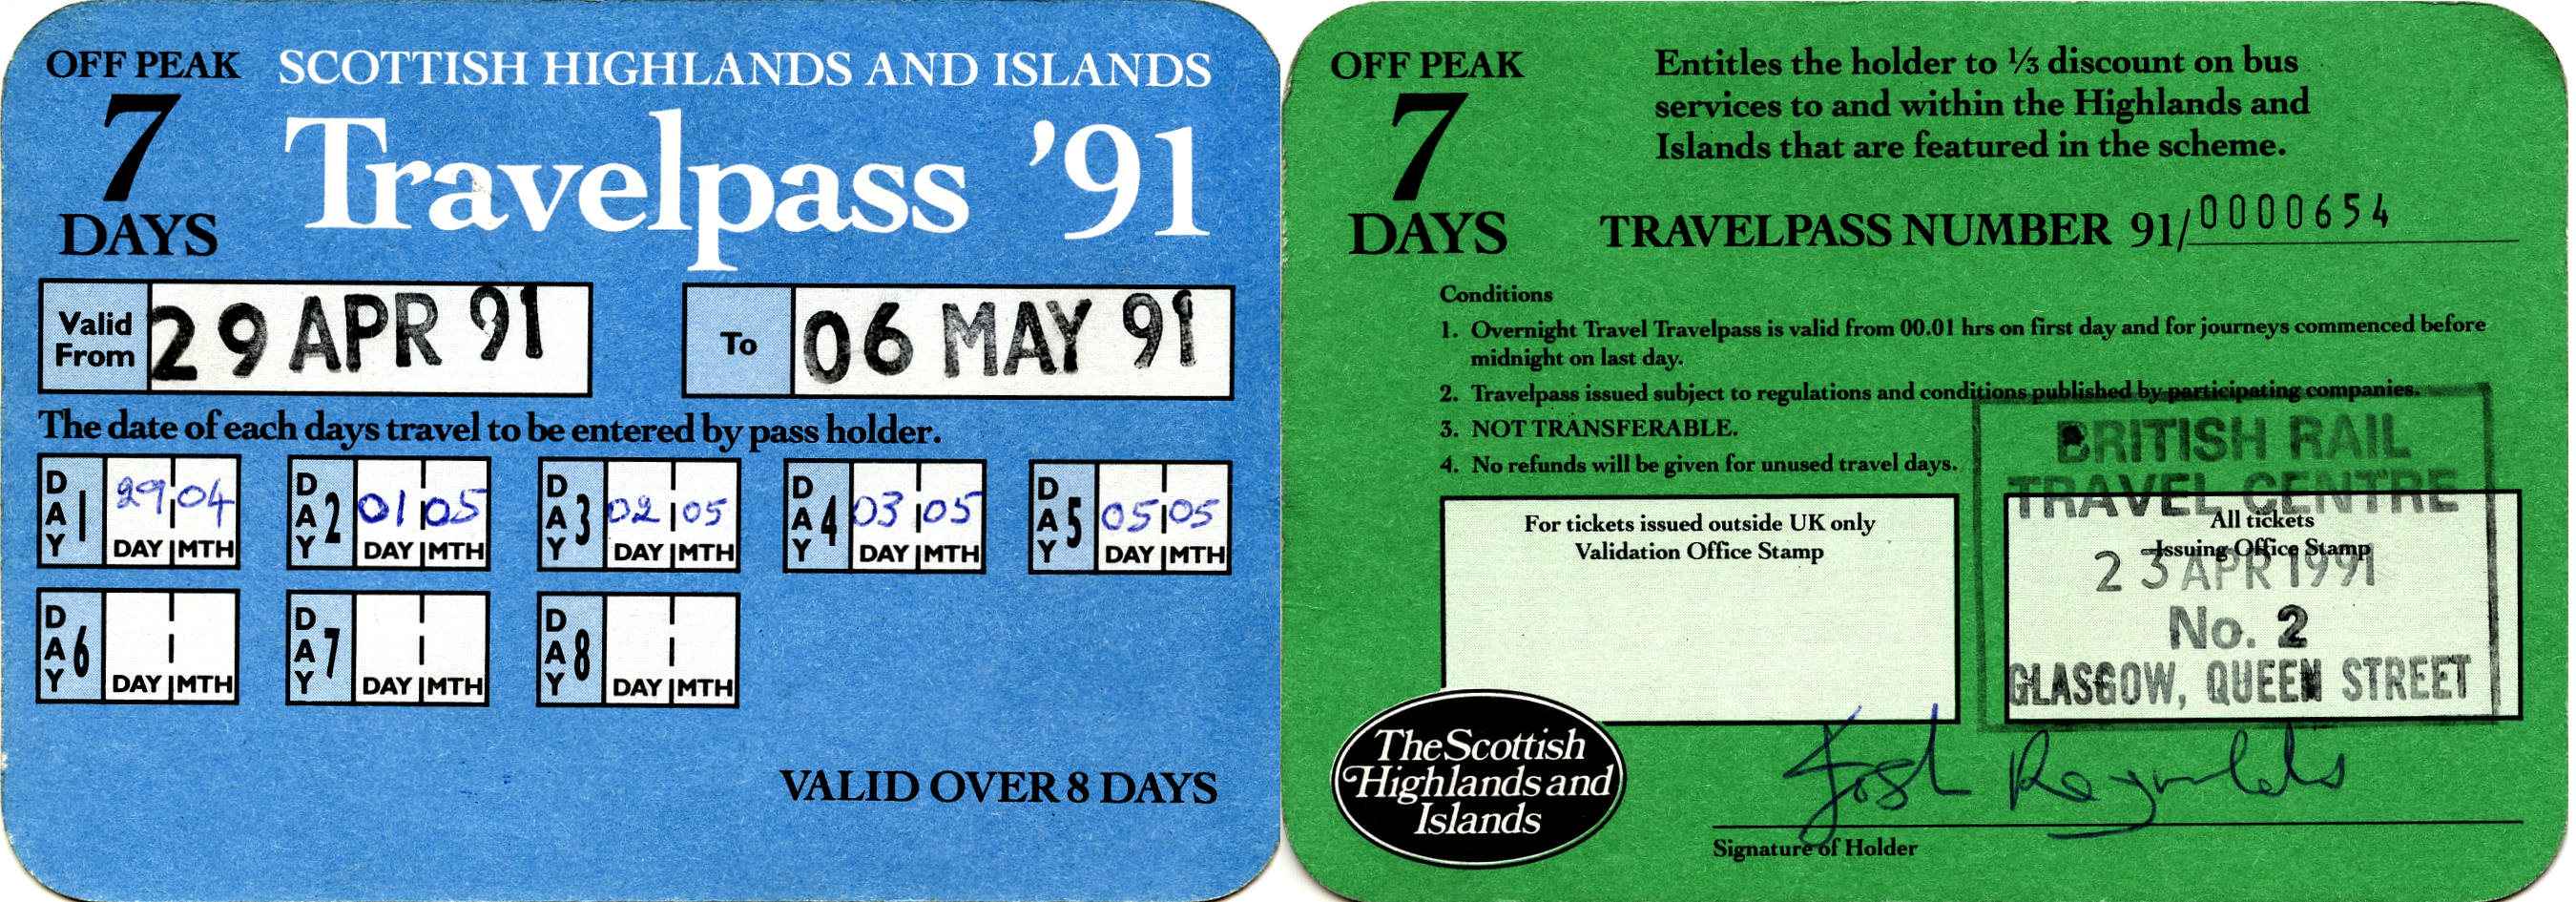 OFF PEAK
7
DAYS
SCOTTISH HIGHLANDS AND ISLANDS
Travelpass '91
Valid From 29 APR 91
To 06 MAY 91
The date of each days travel to be entered by pass holder.
DAY 1 29 04 DAY MTH
DAY 2 01 05 DAY MTH
DAY 3 02 05 DAY MTH
DAY 4 03 05 DAY MTH
DAY 5 05 05 DAY MTH
DAY 6 DAY MTH
DAY 7 DAY MTH
DAY 8 DAY MTH
VALID OVER 8 DAYS
OFF PEAK
7
DAYS
Entitles the holder to ⅓ discount on bus
services to and within the Highlands and
Islands that are featured in the scheme.
TRAVELPASS NUMBER 91/0000654
Conditions
1. Overnight Travel Travelpass is valid from 00.01 hrs on first day and for journeys commenced before
midnight on last day.
2. Travelpass issued subject to regulations and conditions published by participating companies.
3. NOT TRANSFERABLE.
4. No refunds will be given for unused travel days.
For tickets issued outside UK only
Validation Office Stamp
All tickets
Issuing Office Stamp
BRITISH RAIL
TRAVEL CENTRE
23 APR 1991
No. 2
GLASGOW, QUEEN STREET
The Scottish
Highlands and
Islands
Josh Reynolds
Signature of Holder